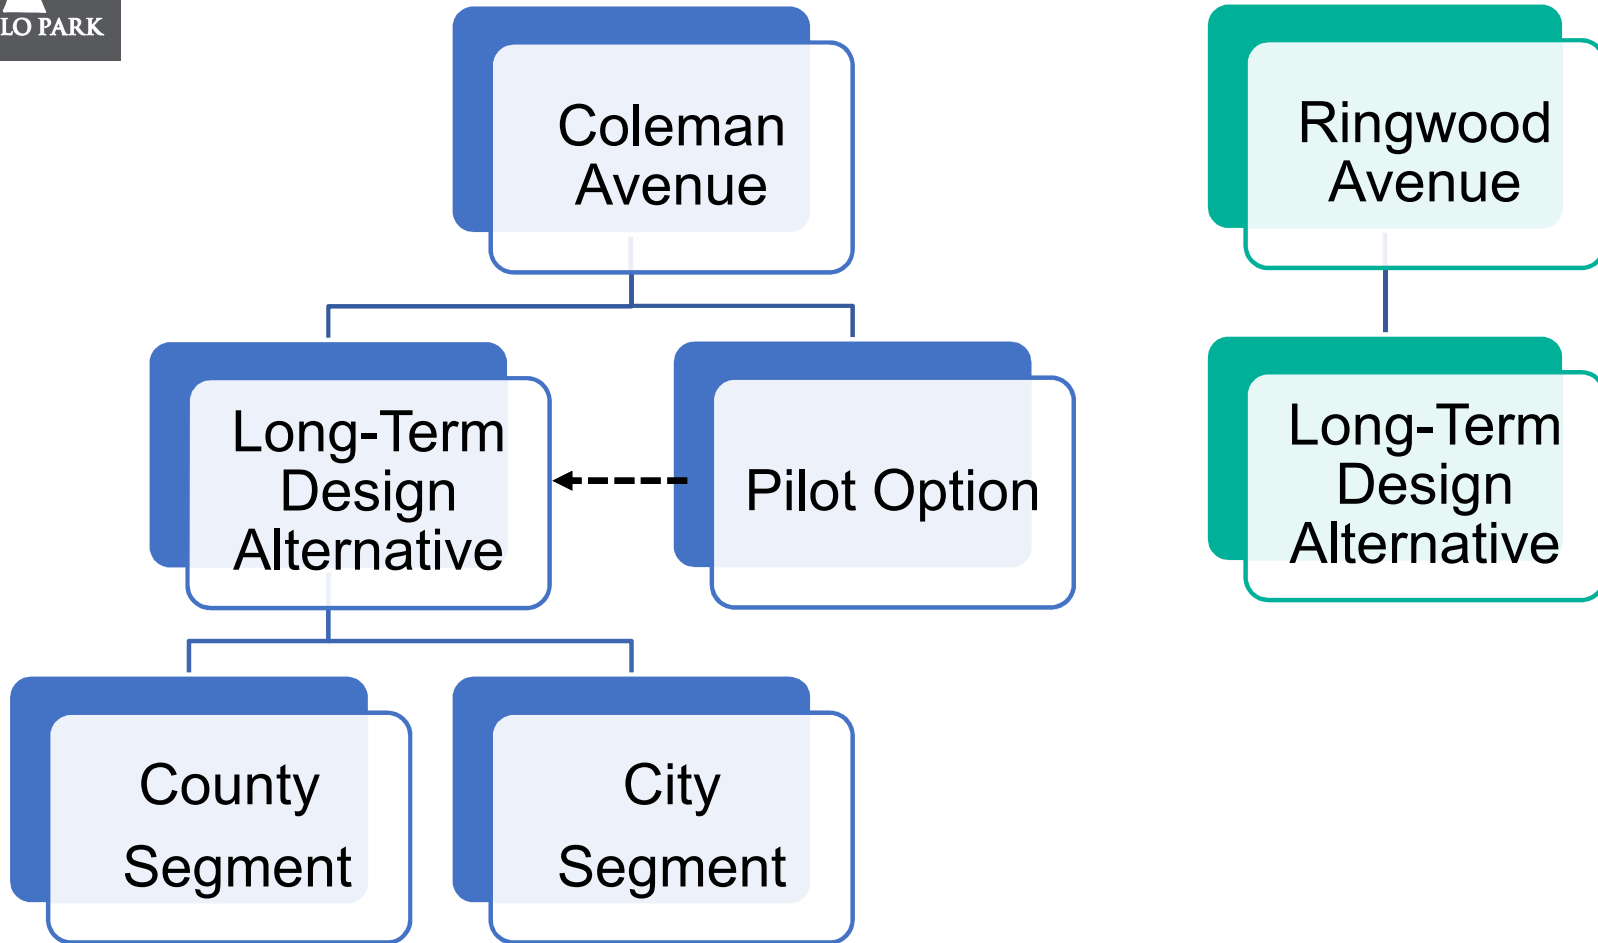 LO PARK
Coleman
Avenue
Ringwood
Avenue
Long-Term
Design
Alternative
Pilot Option
Long-Term
Design
Alternative
County
Segment
City
Segment